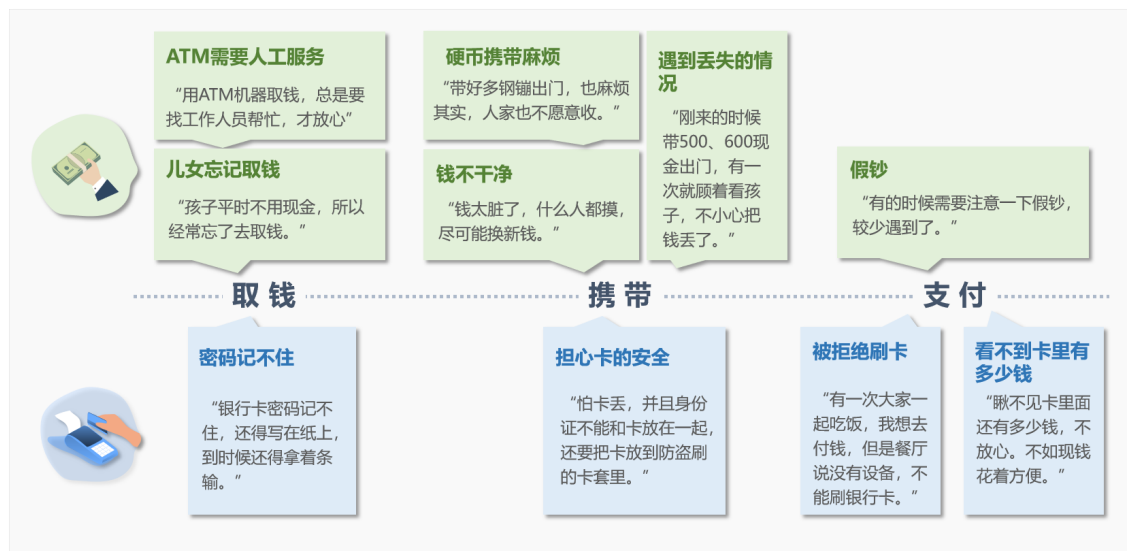 ATM需要人工服务
“用ATM机器取钱，总是要
找工作人员帮忙，才放心”
儿女忘记取钱
“孩子平时不用现金，所以
经常忘了去取钱。”
硬币携带麻烦
“带好多钢镚出门，也麻烦
其实，人家也不愿意收。”
钱不干净
“钱太脏了，什么人都摸，
尽可能换新钱。”
遇到丢失的情
况
“刚来的时候
带500、600现
金出门，有一
次就顾着看孩
子，不小心把
钱丢了。”
假钞
“有的时候需要注意一下假钞，
较少遇到了。”
取钱
携带
支付
密码记不住
“银行卡密码记不
住，还得写在纸上，
到时候还得拿着条
输。”
担心卡的安全
“怕卡丢，并且身份
证不能和卡放在一起，
还要把卡放到防盗刷
的卡套里。”
被拒绝刷卡
“有一次大家一
起吃饭，我想去
付钱，但是餐厅
说没有设备，不
能刷银行卡。”
看不到卡里有
多少钱
“瞅不见卡里面
还有多少钱，不
放心。不如现钱
花着方便。”